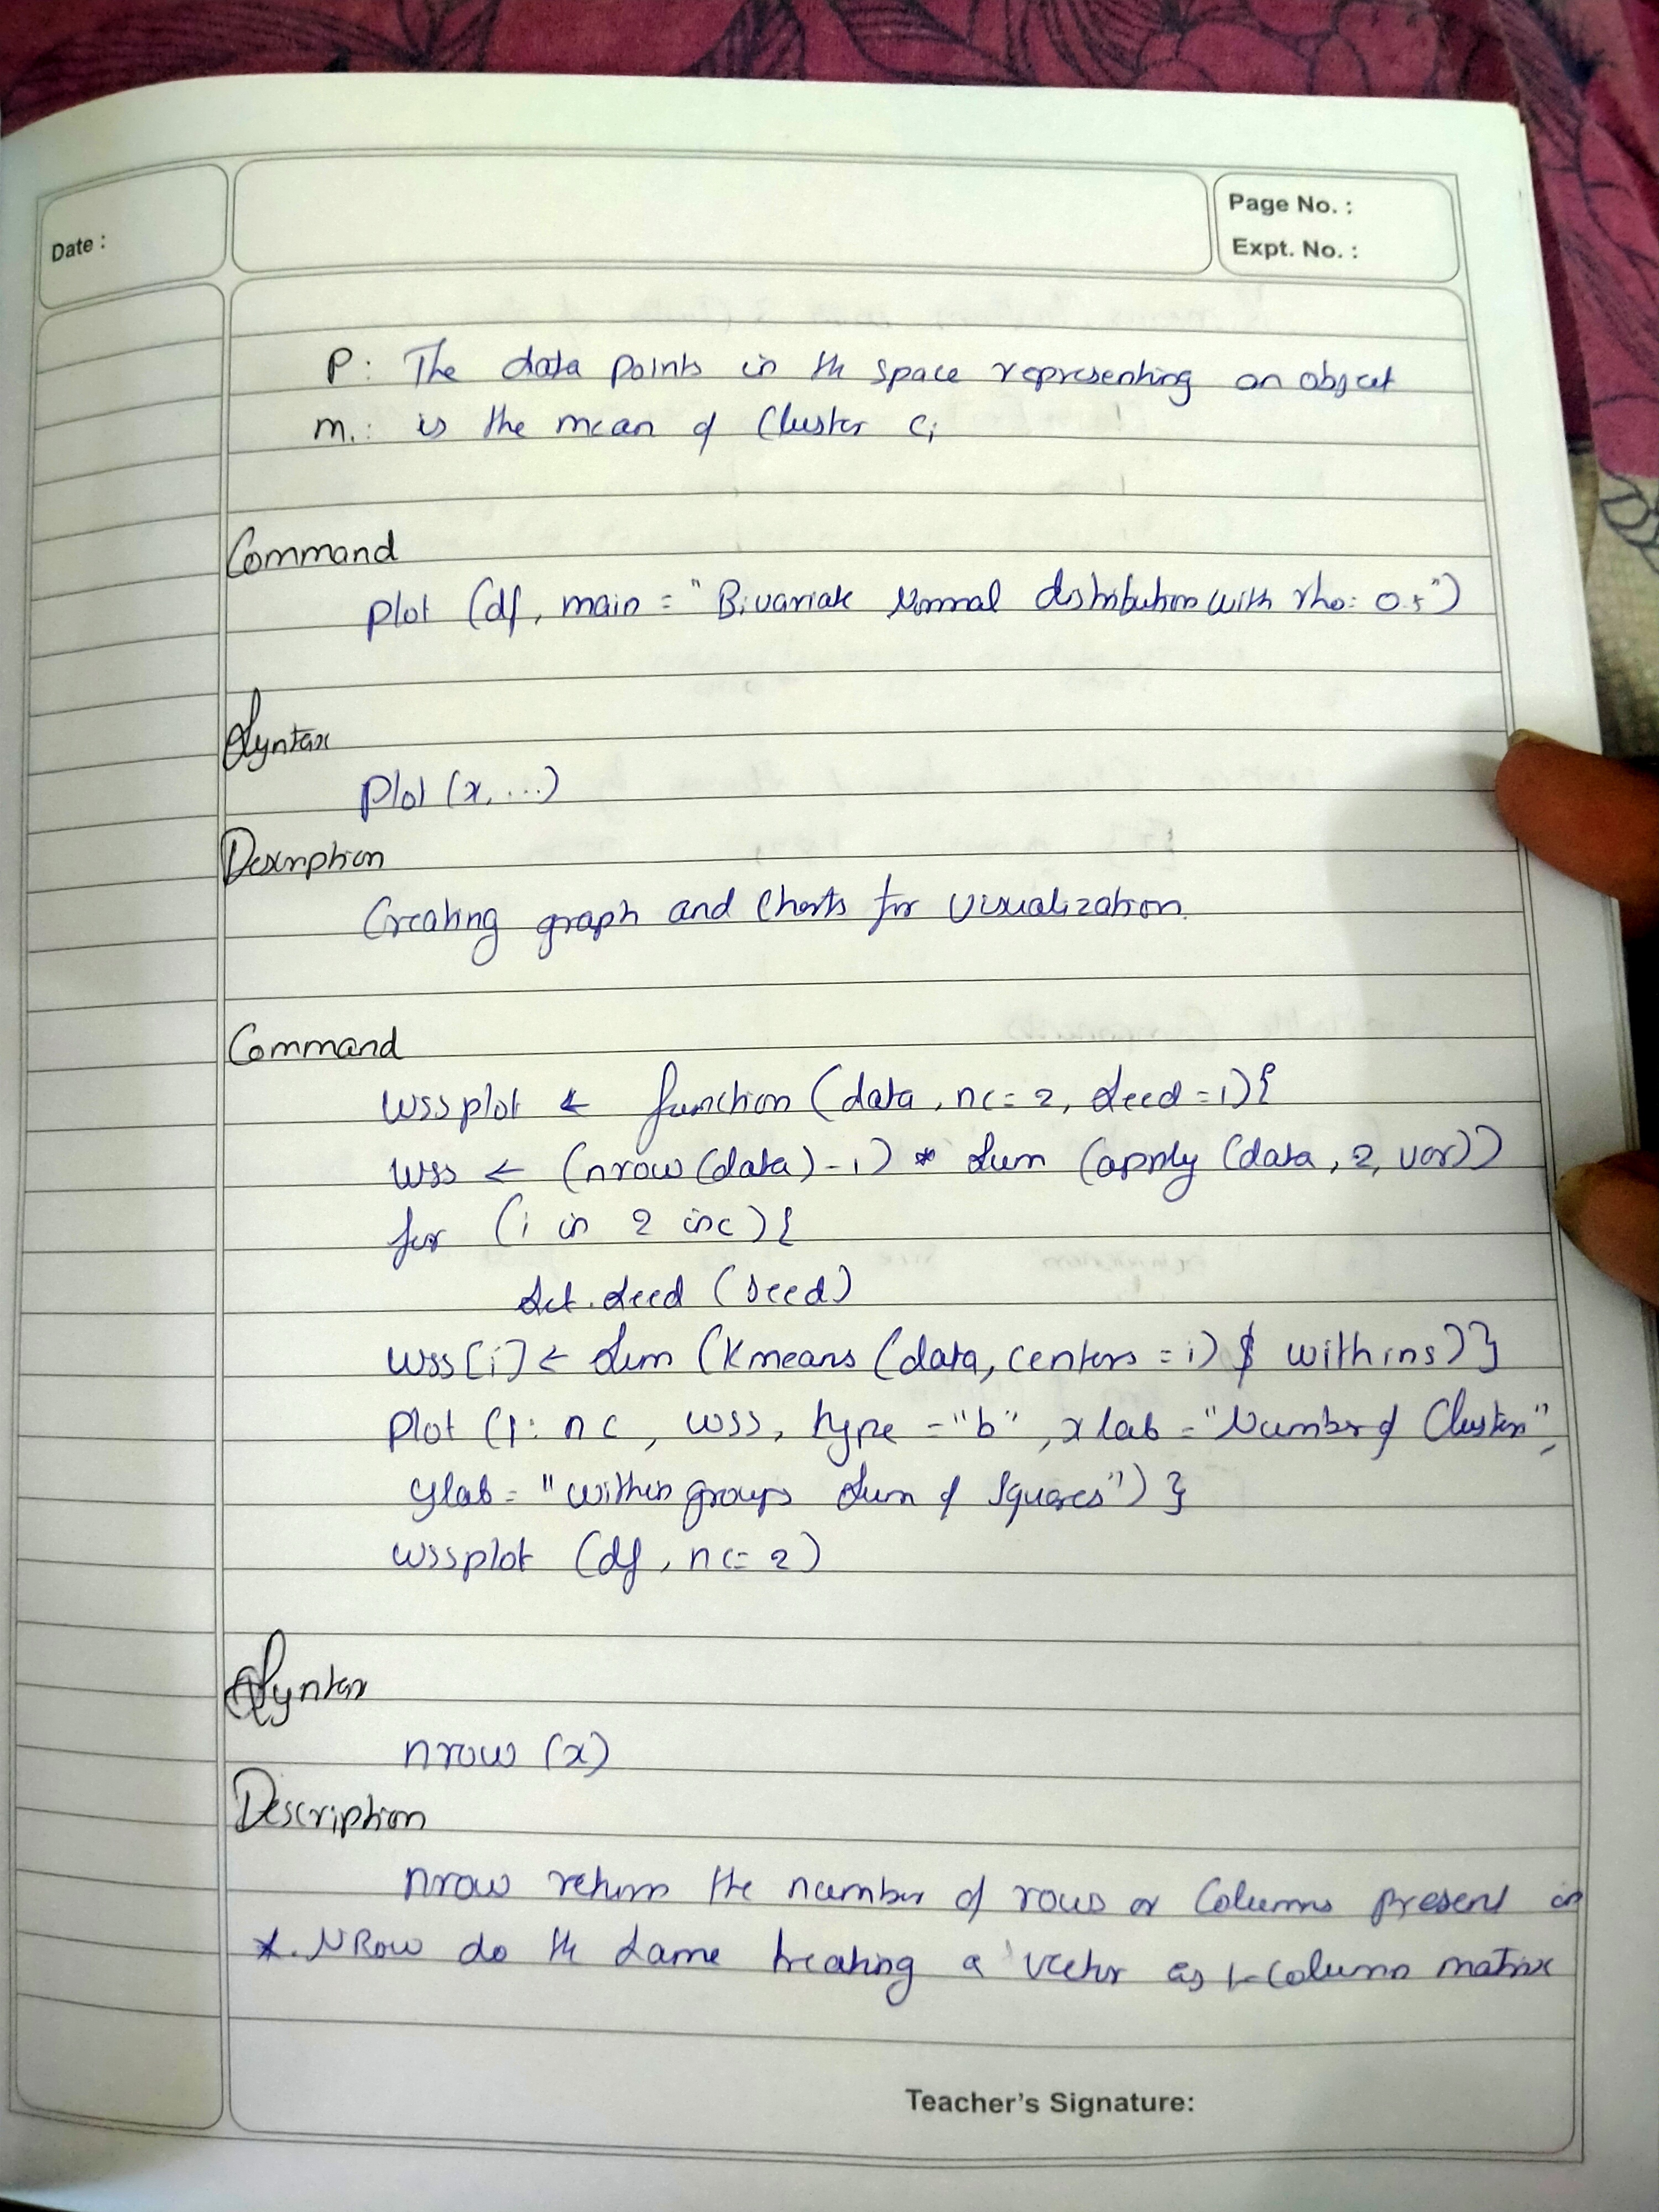 Page No. :
Date :
Expt. No. :
P: The data points in the space representing an object
mi: is the mean of Cluster Ci
Command
plot (df, main = "Bivariate Normal distribution with rho: 0.5")
Syntax
plot (x, ...)
Description
Creating graph and Charts for visualization.
Command
wssplot ← function (data, nc = 2, seed = 1){
wss ← (nrow (data) - 1) * sum (apply (data, 2, var))
for (i in 2 inc) {
set.seed (seed)
wss[i] ← sum (kmeans (data, centers = i) $ withins)}
plot (1: nc, wss, type = "b", xlab = "Number of Clusters",
ylab = "within groups sum of squares") }
wssplot (df, nc = 2)
Syntax
nrow (x)
Description
nrow return the number of rows or Columns present in
x. NRow do the same treating a vector as 1-Column matrix
Teacher's Signature: